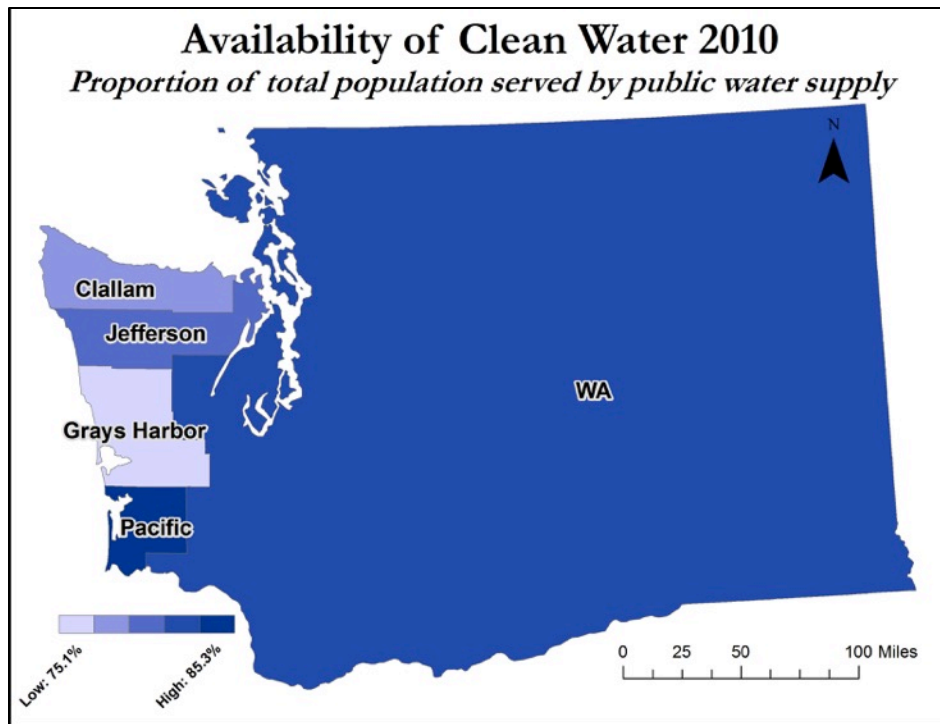 Availability of Clean Water 2010
Proportion of total population served by public water supply
N
Clallam
Jefferson
WA
Grays Harbor
Pacific
Low: 75.1%
High: 85.3%
0 25 50 100 Miles